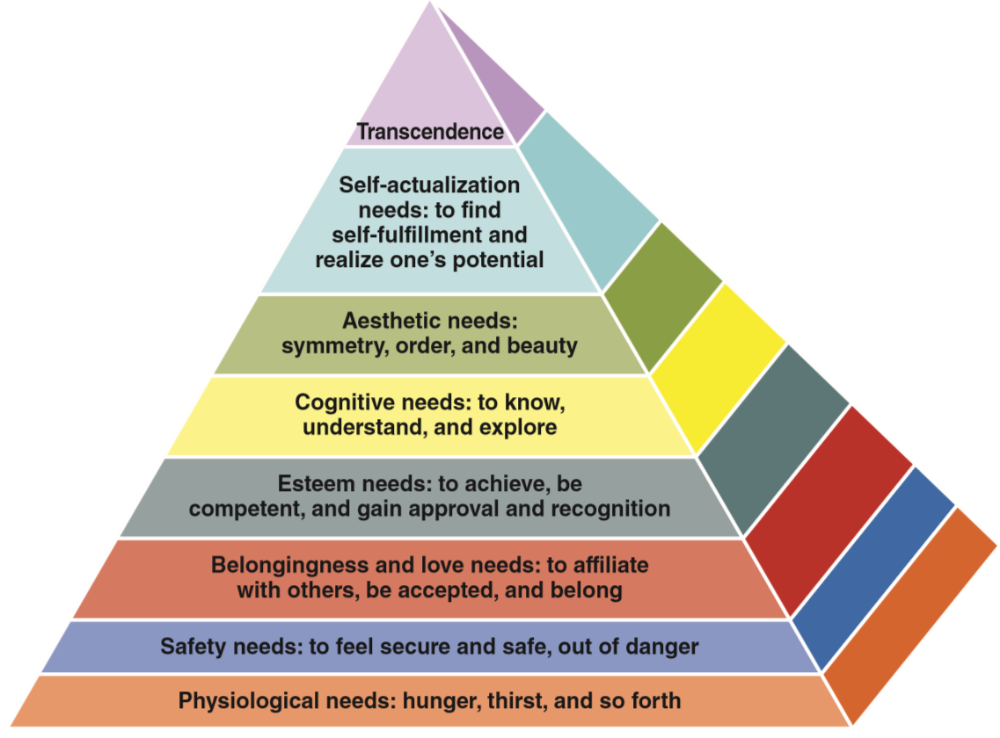 Transcendence
Self-actualization
needs: to find
self-fulfillment and
realize one’s potential
Aesthetic needs:
symmetry, order, and beauty
Cognitive needs: to know,
understand, and explore
Esteem needs: to achieve, be
competent, and gain approval and recognition
Belongingness and love needs: to affiliate
with others, be accepted, and belong
Safety needs: to feel secure and safe, out of danger
Physiological needs: hunger, thirst, and so forth